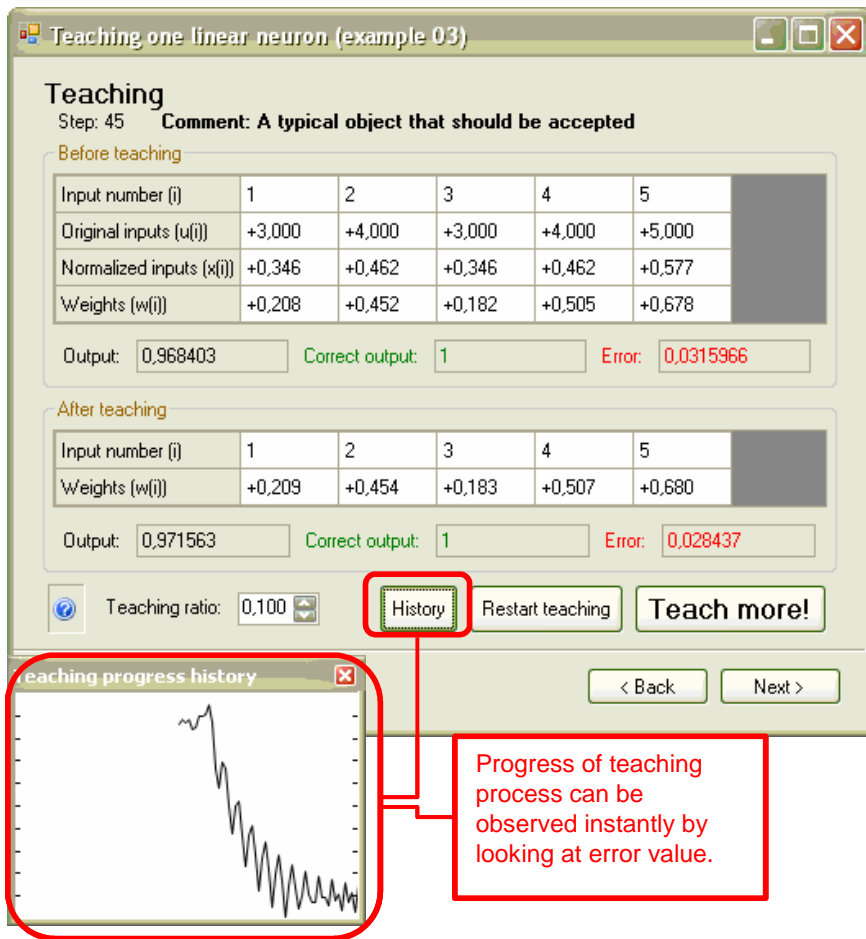 Teaching one linear neuron (example 03)
Teaching
Step: 45 Comment: A typical object that should be accepted
Before teaching
Input number (i) 1 2 3 4 5
Original inputs (u(i)) +3,000 +4,000 +3,000 +4,000 +5,000
Normalized inputs (x(i)) +0,346 +0,462 +0,346 +0,462 +0,577
Weights (w(i)) +0,208 +0,452 +0,182 +0,505 +0,678
Output: 0,968403 Correct output: 1 Error: 0,0315966
After teaching
Input number (i) 1 2 3 4 5
Weights (w(i)) +0,209 +0,454 +0,183 +0,507 +0,680
Output: 0,971563 Correct output: 1 Error: 0,028437
Teaching ratio: 0,100 History Restart teaching Teach more!
Teaching progress history
< Back Next >
Progress of teaching
process can be
observed instantly by
looking at error value.